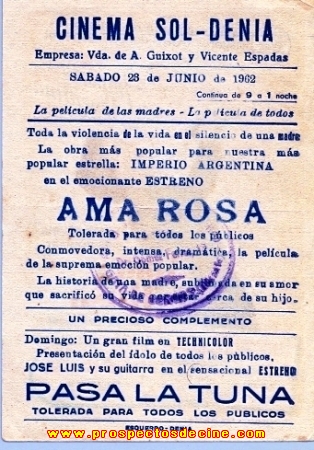 CINEMA SOL-DENIA
Empresa: Vda. de A. Guixot y Vicente Espadas
SABADO 23 de JUNIO de 1962
Continua de 9 a 1 noche
La película de las madres - La película de todos
Toda la violencia de la vida en el silencio de una madre
La obra más popular para nuestra más
popular estrella: IMPERIO ARGENTINA
en el emocionante ESTRENO
AMA ROSA
Tolerada para todos los públicos
Conmovedora, intensa, dramática, la película
de la suprema emoción popular.
La historia de una madre, sublimada en su amor
que sacrificó su vida por estar cerca de su hijo.
UN PRECIOSO COMPLEMENTO
Domingo: Un gran film en TECHNICOLOR
Presentación del ídolo de todos los públicos,
JOSE LUIS y su guitarra en el sensacional ESTRENO
PASA LA TUNA
TOLERADA PARA TODOS LOS PUBLICOS
ESQUERDO-DENIA
www.prospectosdecine.com